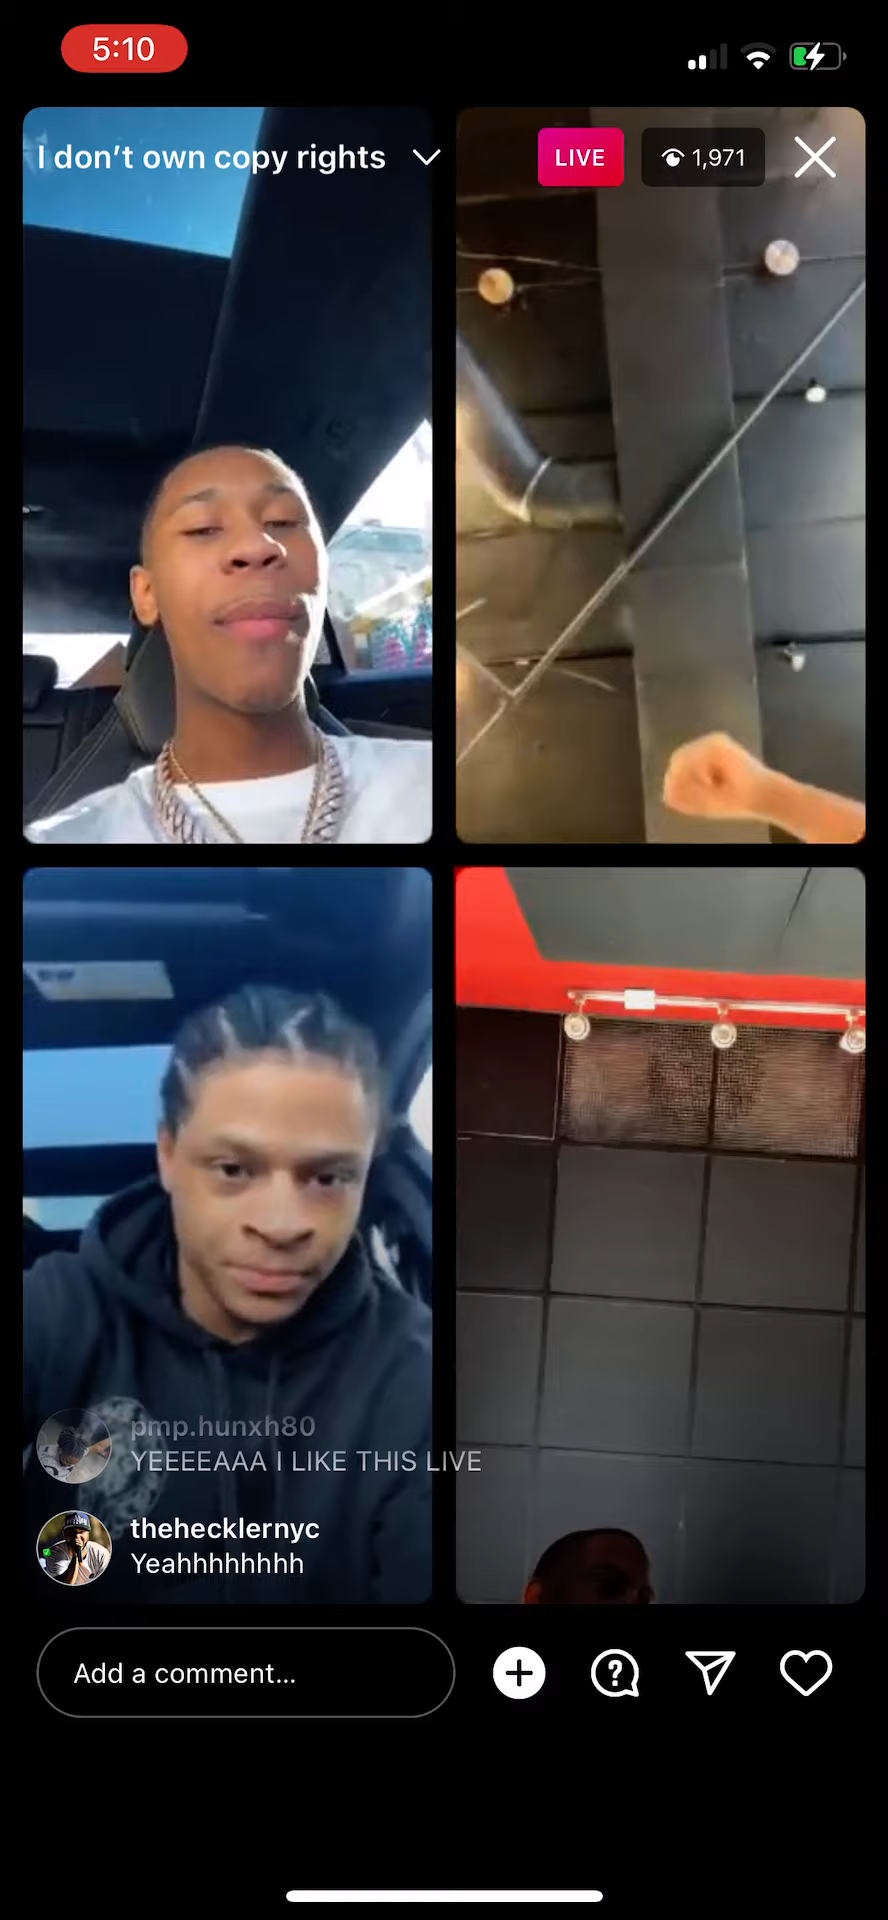 5:10
I don't own copy rights
LIVE
1,971
pmp.hunxh80
YEEEEAAA I LIKE THIS LIVE
thehecklernyc
Yeahhhhhhhh
Add a comment...